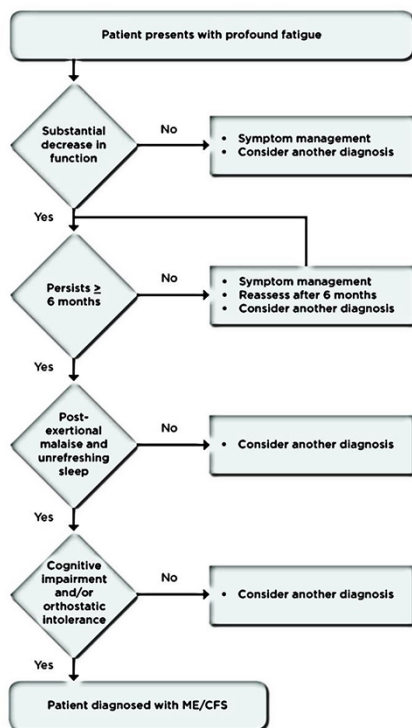 Patient presents with profound fatigue
Substantial
decrease in
function
No
• Symptom management
• Consider another diagnosis
Yes
Persists ≥
6 months
No
• Symptom management
• Reassess after 6 months
• Consider another diagnosis
Yes
Post-
exertional
malaise and
unrefreshing
sleep
No
• Consider another diagnosis
Yes
Cognitive
impairment
and/or
orthostatic
intolerance
No
• Consider another diagnosis
Yes
Patient diagnosed with ME/CFS